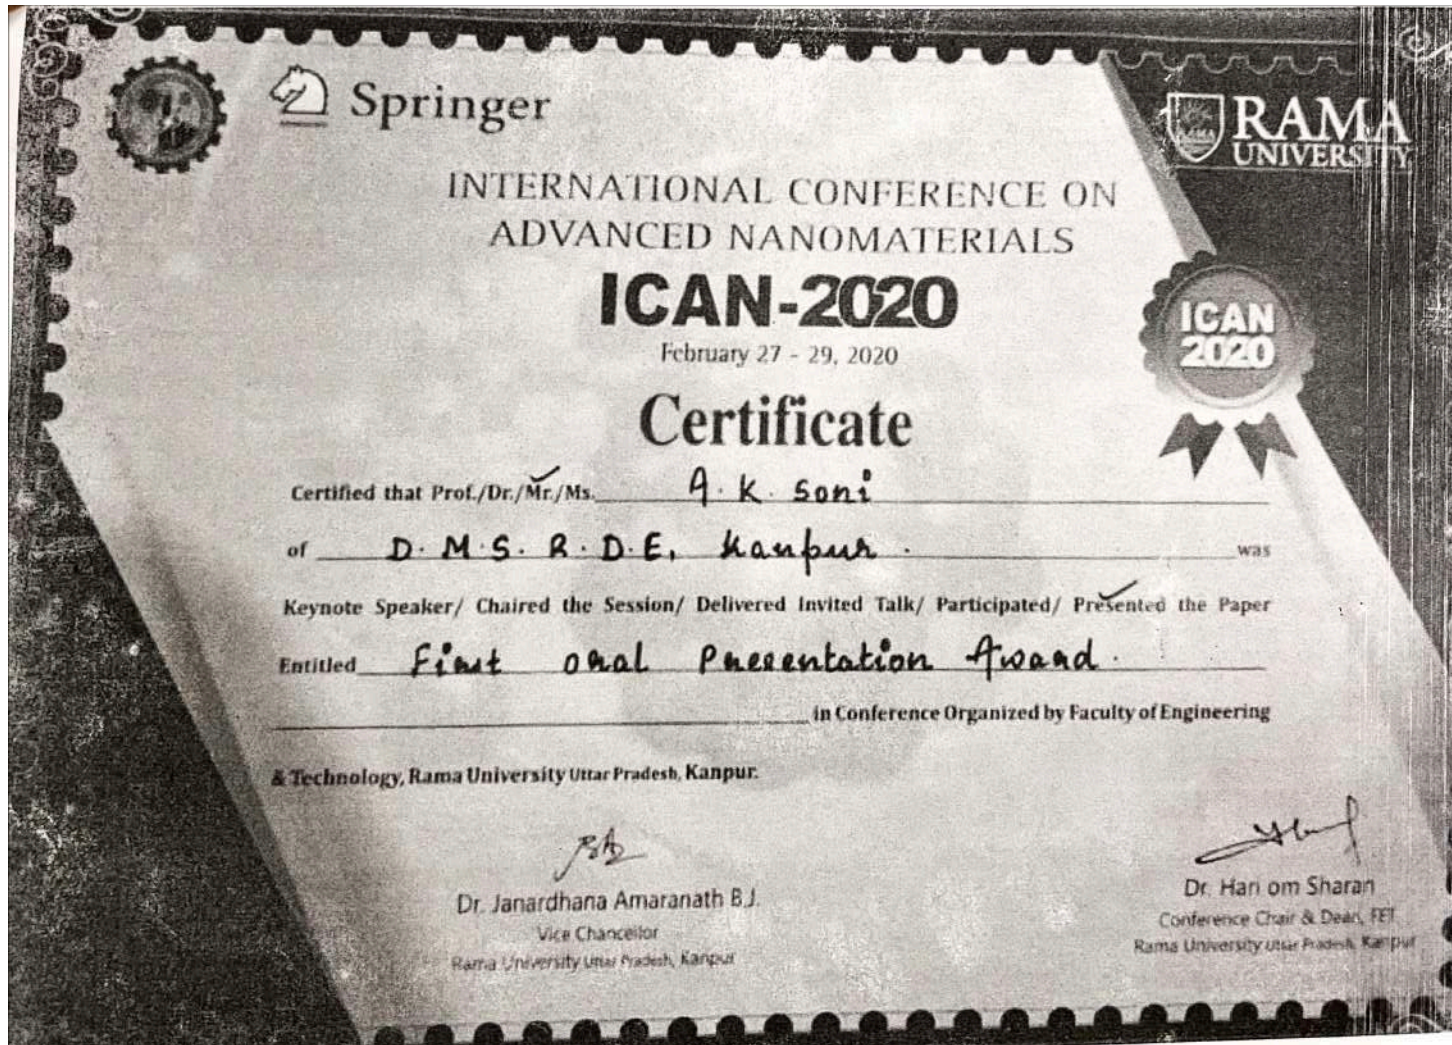 Springer
RAMA
UNIVERSITY
INTERNATIONAL CONFERENCE ON
ADVANCED NANOMATERIALS
ICAN-2020
February 27 - 29, 2020
ICAN
2020
Certificate
Certified that Prof./Dr./Mr./Ms. A. K. Soni
of D. M. S. R. D. E, Kanpur. was
Keynote Speaker/ Chaired the Session/ Delivered Invited Talk/ Participated/ Presented the Paper
Entitled First oral Presentation Award.
in Conference Organized by Faculty of Engineering
& Technology, Rama University Uttar Pradesh, Kanpur.
Dr. Janardhana Amaranath B.J.
Vice Chancellor
Rama University Uttar Pradesh, Kanpur
Dr. Hari om Sharan
Conference Chair & Dean, FET
Rama University Uttar Pradesh, Kanpur